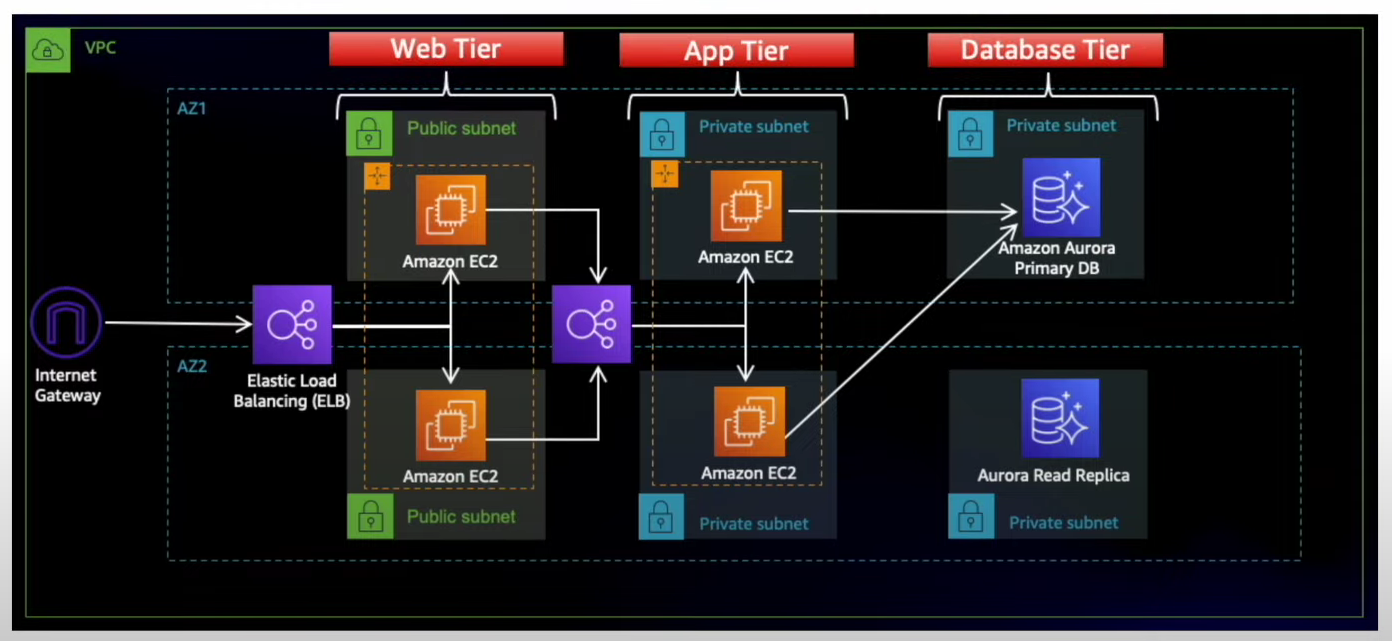 VPC
Web Tier
App Tier
Database Tier
AZ1
Public subnet
Private subnet
Private subnet
Amazon EC2
Amazon EC2
Amazon Aurora
Primary DB
Internet
Gateway
Elastic Load
Balancing (ELB)
AZ2
Amazon EC2
Amazon EC2
Aurora Read Replica
Public subnet
Private subnet
Private subnet